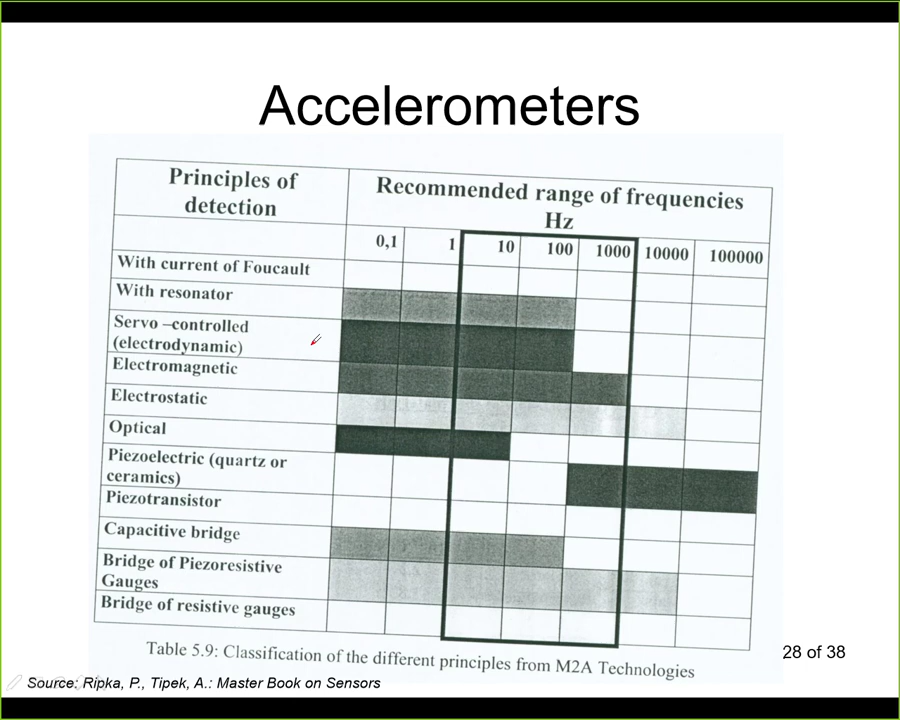 Accelerometers
Principles of
detection
Recommended range of frequencies
Hz
0,1 1 10 100 1000 10000 100000
With current of Foucault
With resonator
Servo –controlled
(electrodynamic)
Electromagnetic
Electrostatic
Optical
Piezoelectric (quartz or
ceramics)
Piezotransistor
Capacitive bridge
Bridge of Piezoresistive
Gauges
Bridge of resistive gauges
Table 5.9: Classification of the different principles from M2A Technologies
28 of 38
Source: Ripka, P., Tipek, A.: Master Book on Sensors